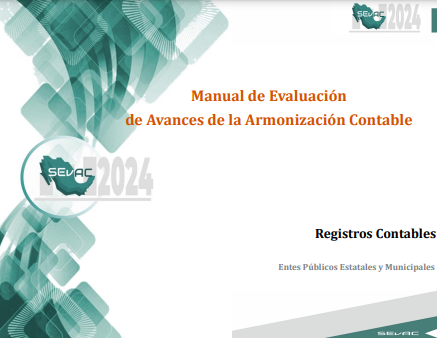 SEvAC 2024
Manual de Evaluación
de Avances de la Armonización Contable
SEvAC 2024
Registros Contables
Entes Públicos Estatales y Municipales
SEvAC